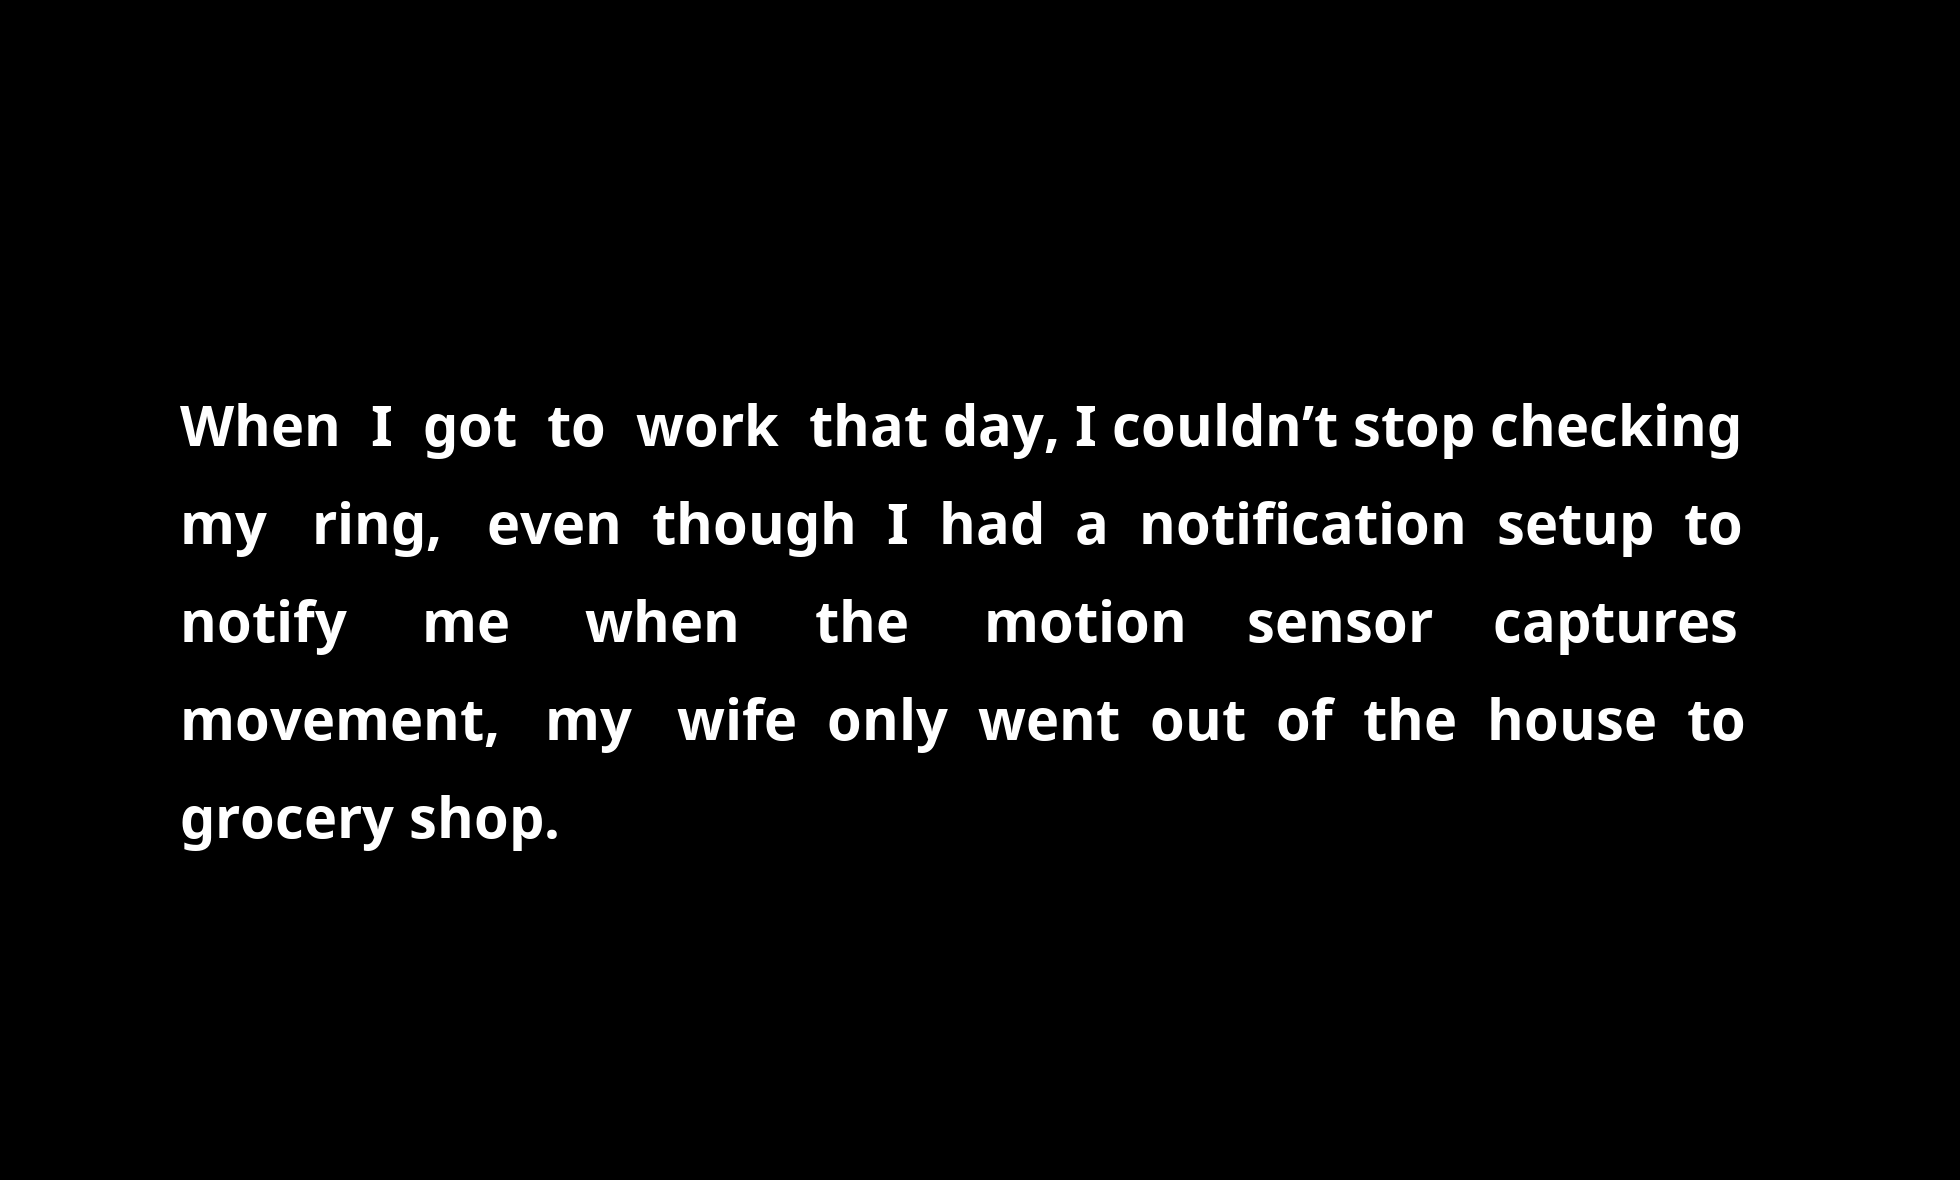 When I got to work that day, I couldn’t stop checking
my ring, even though I had a notification setup to
notify me when the motion sensor captures
movement, my wife only went out of the house to
grocery shop.